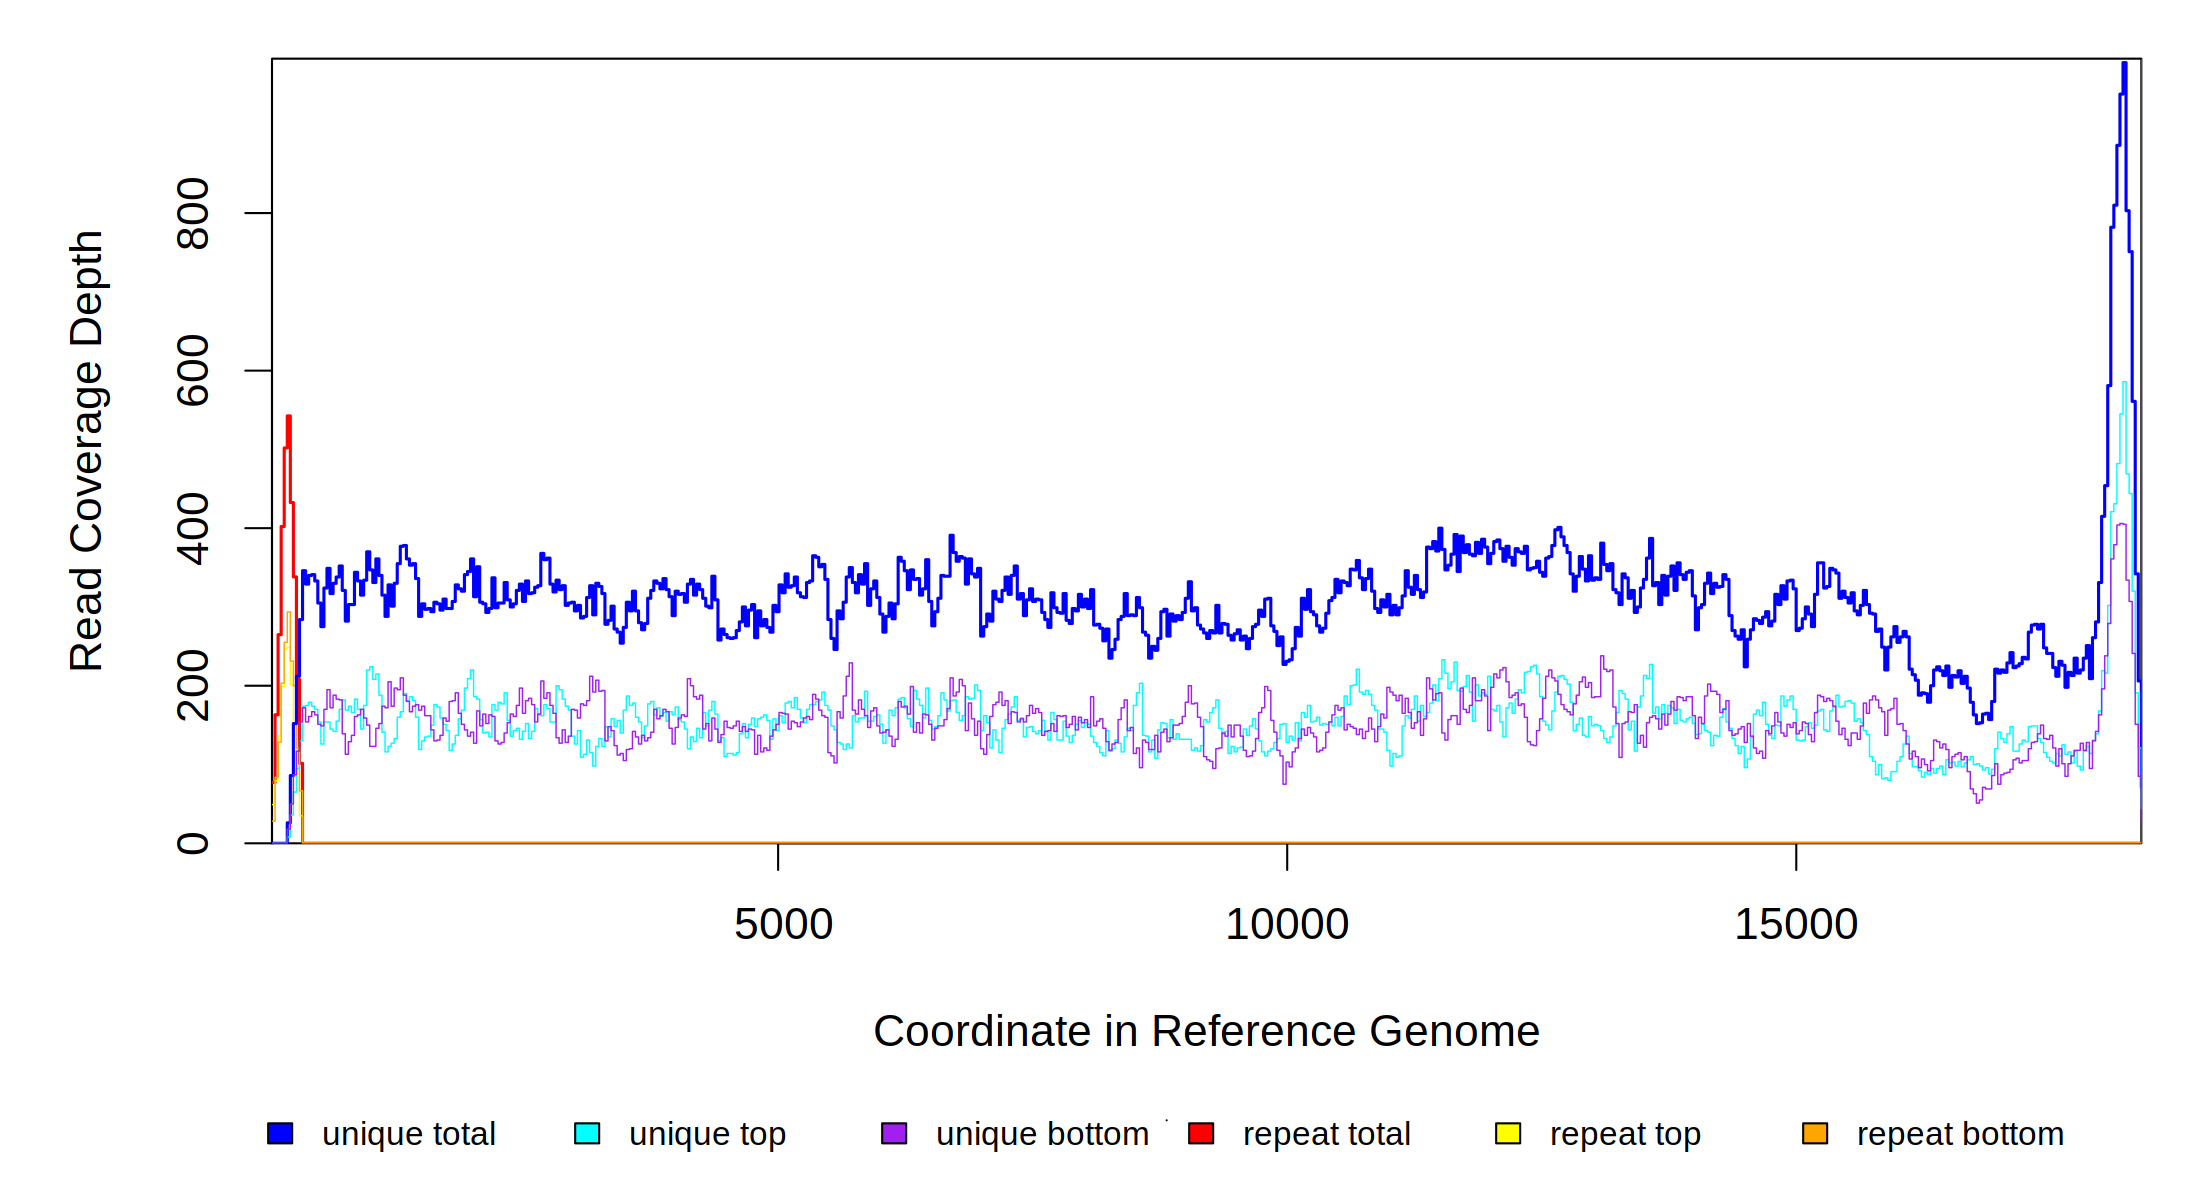 Read Coverage Depth
800
600
400
200
0
5000 10000 15000
Coordinate in Reference Genome
unique total unique top unique bottom repeat total repeat top repeat bottom